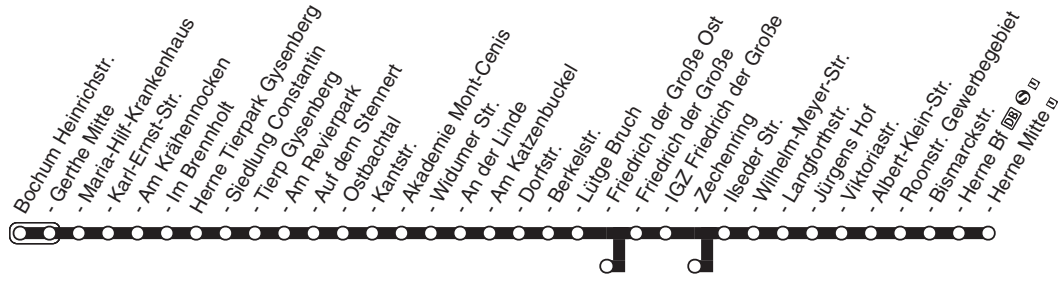 Bochum Heinrichstr.
- Gerthe Mitte
- Maria-Hilf-Krankenhaus
- Karl-Ernst-Str.
- Am Krähennocken
- Im Brennholt
Herne Tierpark Gysenberg
- Siedlung Constantin
- Tierp Gysenberg
- Am Revierpark
- Auf dem Stennert
- Ostbachtal
- Kantstr.
- Akademie Mont-Cenis
- Widumer Str.
- An der Linde
- Am Katzenbuckel
- Dorfstr.
- Berkelstr.
- Lütge Bruch
- Friedrich der Große Ost
- Friedrich der Große
- IGZ Friedrich der Große
- Zechenring
- Ilseder Str.
- Wilhelm-Meyer-Str.
- Langforthstr.
- Jürgens Hof
- Viktoriastr.
- Albert-Klein-Str.
- Roonstr. Gewerbegebiet
- Bismarckstr.
- Herne Bf DB S U
- Herne Mitte U